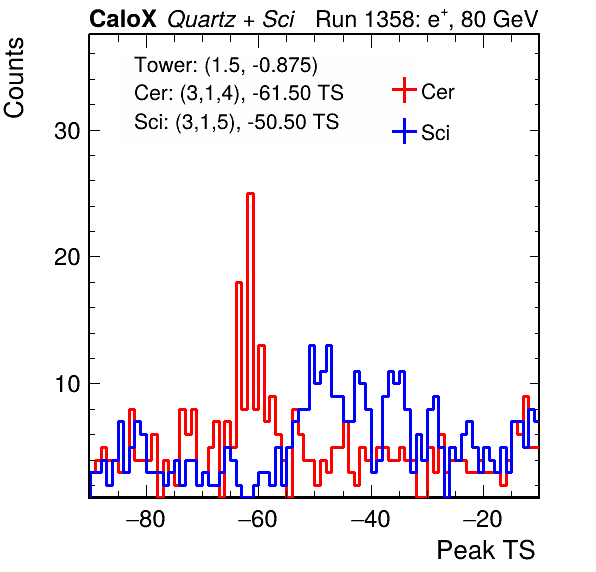 CaloX Quartz + Sci Run 1358: e⁺, 80 GeV
Tower: (1.5, -0.875)
Cer: (3,1,4), -61.50 TS
Sci: (3,1,5), -50.50 TS
Cer
Sci
Counts
30
20
10
−80 −60 −40 −20
Peak TS